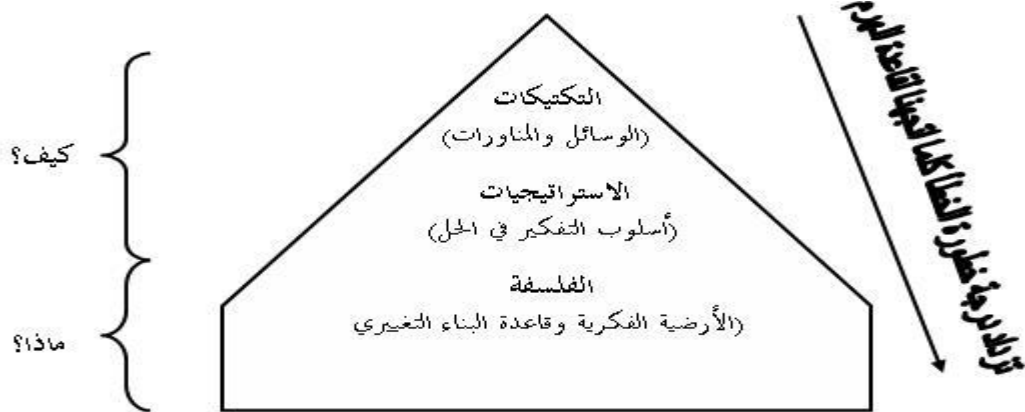 التكتيكات
(الوسائل والمناورات)
كيف؟
الاستراتيجيات
(أسلوب التفكير في الحل)
الفلسفة
(الأرضية الفكرية وقاعدة البناء التغييري
ماذا؟
تزداد درجة خطورة الخطأ كلما اتجهنا لقاعدة الهرم